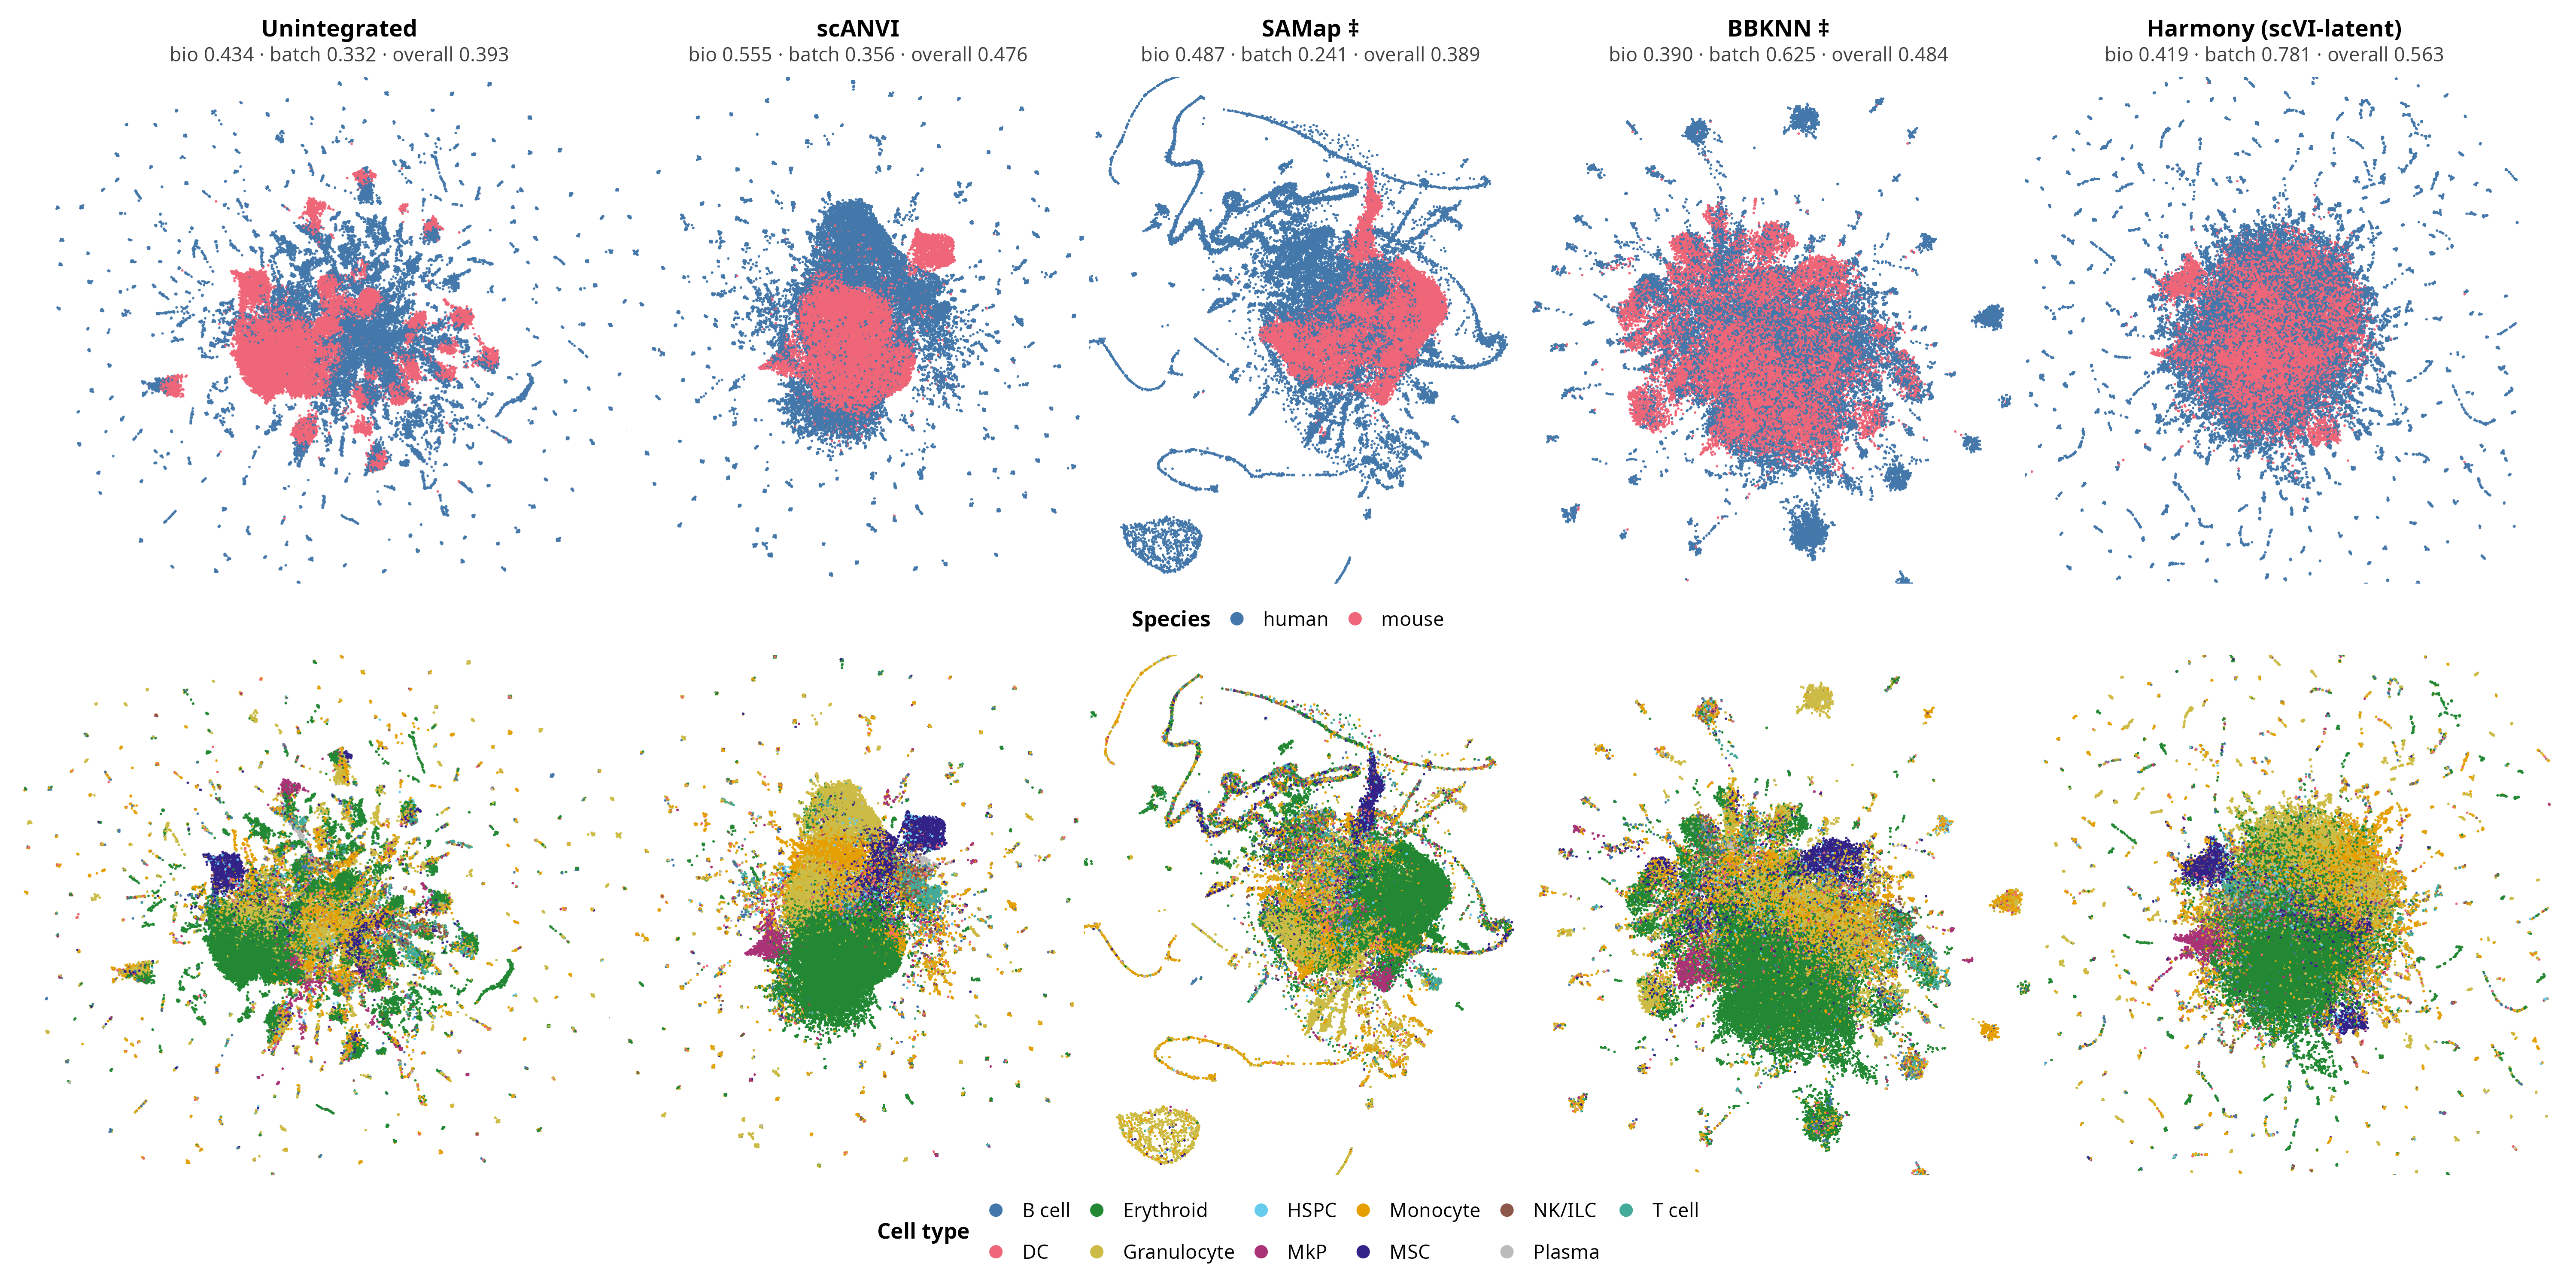 Unintegrated
bio 0.434 · batch 0.332 · overall 0.393
scANVI
bio 0.555 · batch 0.356 · overall 0.476
SAMap ‡
bio 0.487 · batch 0.241 · overall 0.389
BBKNN ‡
bio 0.390 · batch 0.625 · overall 0.484
Harmony (scVI-latent)
bio 0.419 · batch 0.781 · overall 0.563
Species human mouse
Cell type
B cell Erythroid HSPC Monocyte NK/ILC T cell
DC Granulocyte MkP MSC Plasma